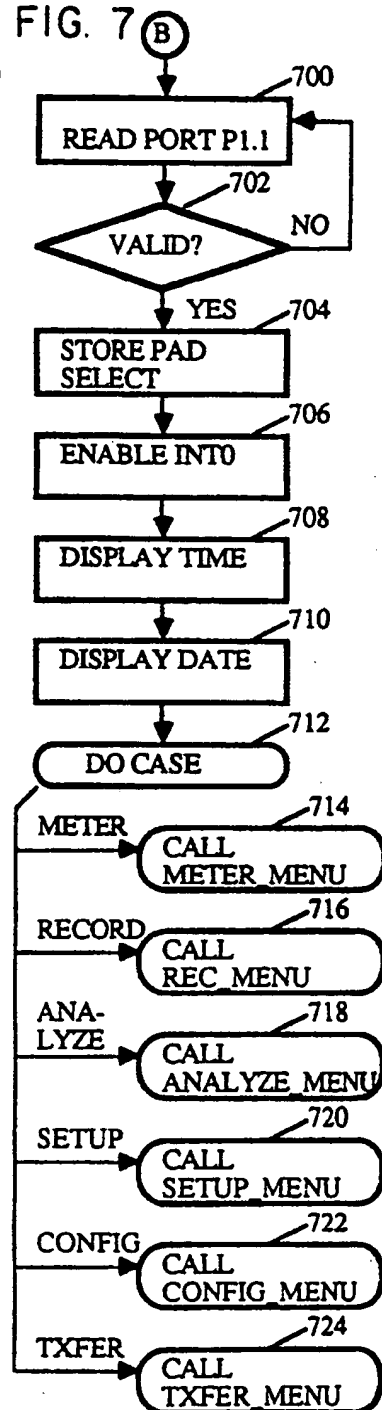 FIG. 7
B
700
READ PORT P1.1
702
VALID?
NO
YES
704
STORE PAD
SELECT
706
ENABLE INT0
708
DISPLAY TIME
710
DISPLAY DATE
712
DO CASE
METER
714
CALL
METER_MENU
RECORD
716
CALL
REC_MENU
ANA-
LYZE
718
CALL
ANALYZE_MENU
SETUP
720
CALL
SETUP_MENU
CONFIG
722
CALL
CONFIG_MENU
TXFER
724
CALL
TXFER_MENU